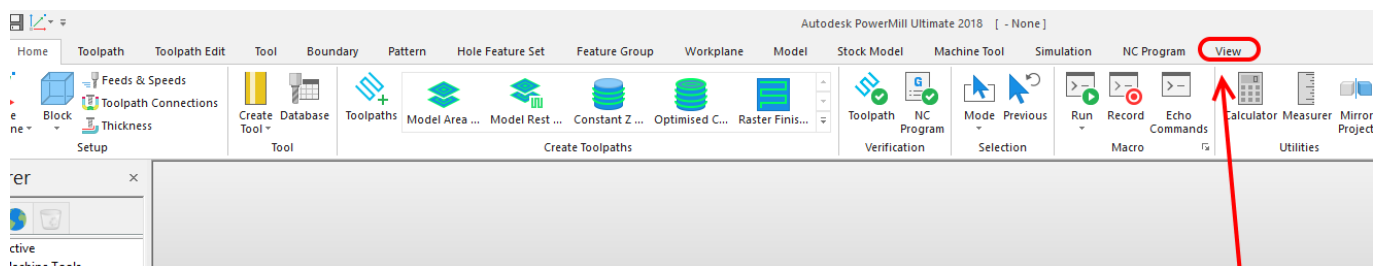 Autodesk PowerMill Ultimate 2018 [ - None ]
Home Toolpath Toolpath Edit Tool Boundary Pattern Hole Feature Set Feature Group Workplane Model Stock Model Machine Tool Simulation NC Program View
Feeds & Speeds
Toolpath Connections
Thickness
Block
Setup
Create Tool
Database
Tool
Toolpaths
Model Area ...
Model Rest ...
Constant Z ...
Optimised C...
Raster Finis...
Create Toolpaths
Toolpath
NC Program
Verification
Mode
Previous
Selection
Run
Record
Echo Commands
Macro
Calculator
Measurer
Mirror
Project
Utilities
rer
ctive